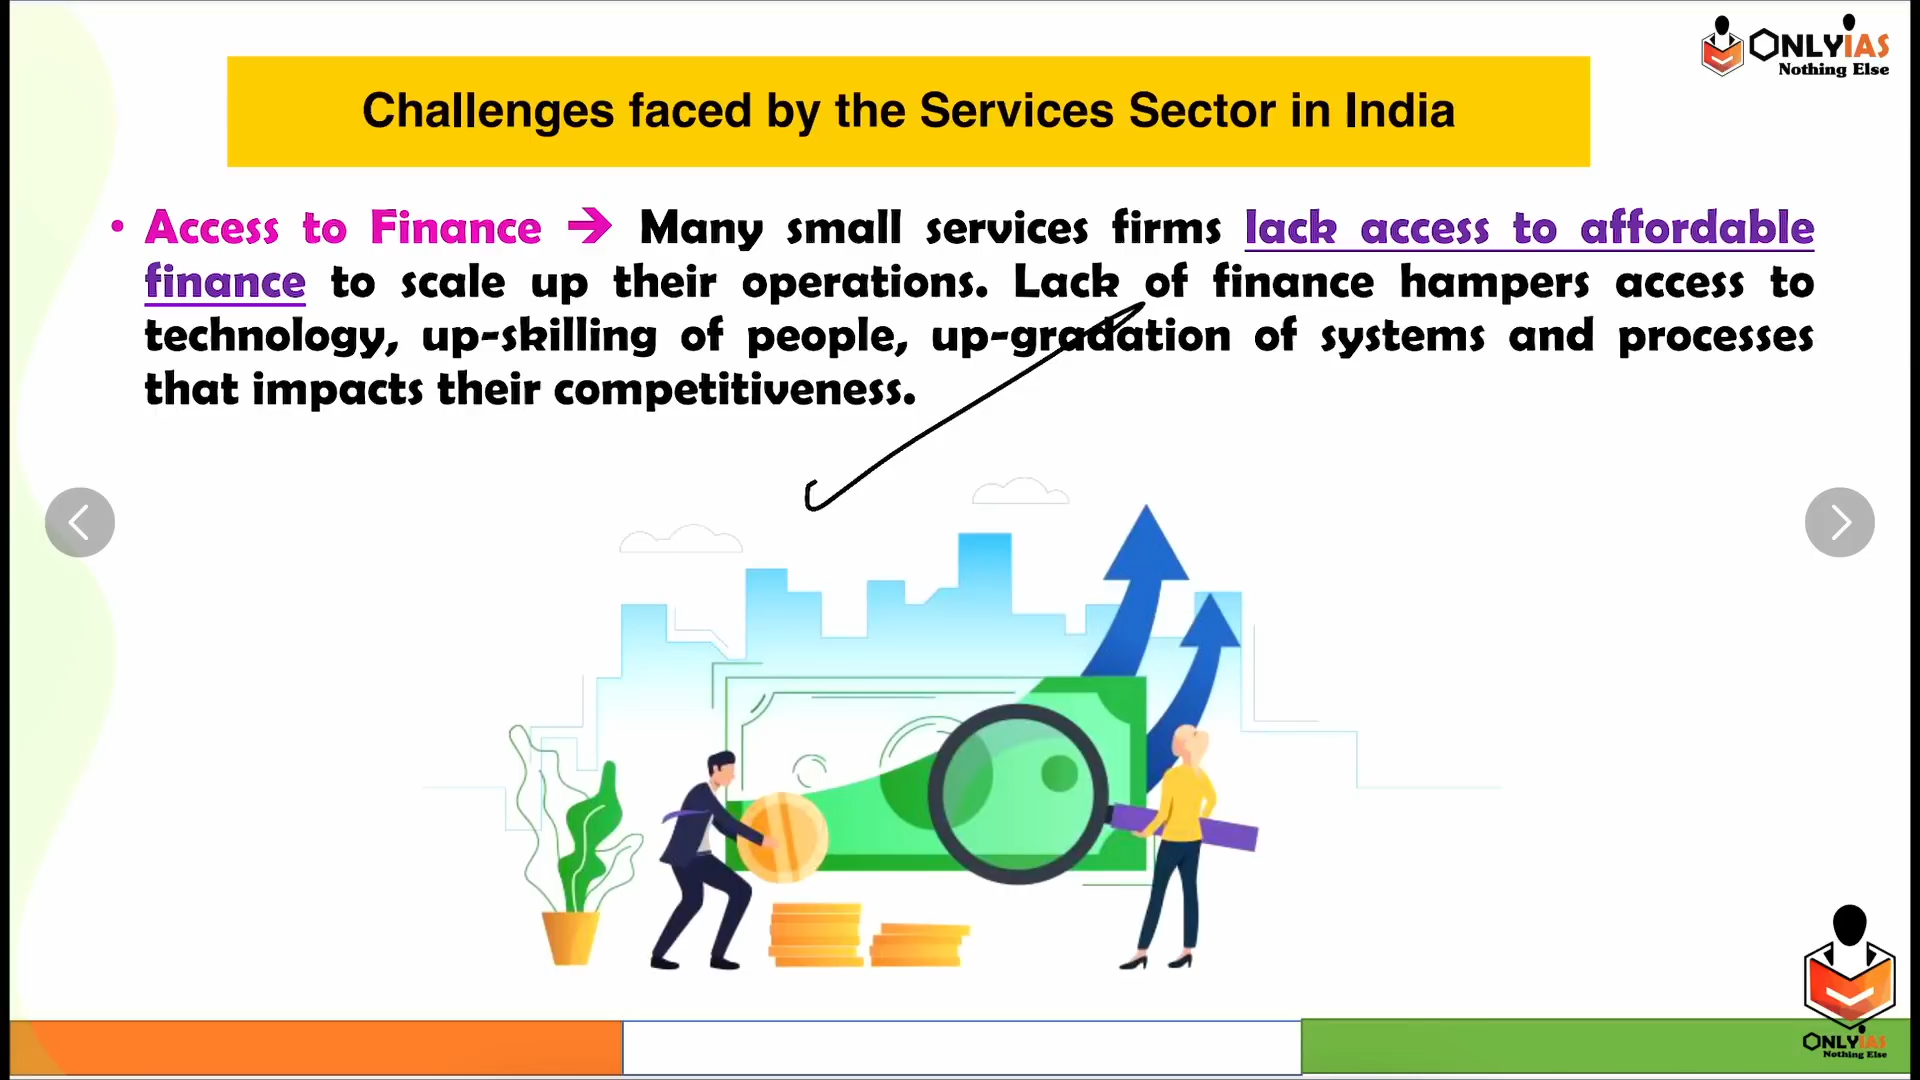 ONLYIAS
Nothing Else
Challenges faced by the Services Sector in India
• Access to Finance ➔ Many small services firms lack access to affordable
finance to scale up their operations. Lack of finance hampers access to
technology, up-skilling of people, up-gradation of systems and processes
that impacts their competitiveness.
ONLYIAS
Nothing Else